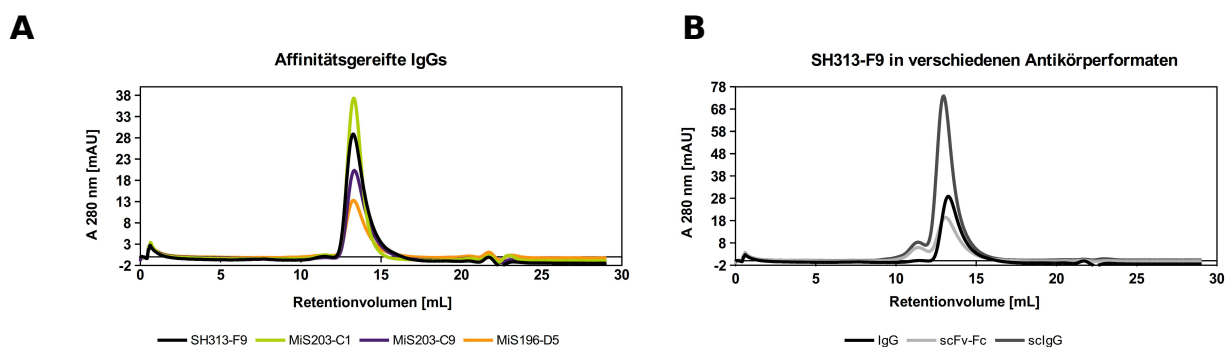 A
Affinitätsgereifte IgGs
A 280 nm [mAU]
38
33
28
23
18
13
8
3
-2
0 5 10 15 20 25 30
Retentionvolumen [mL]
SH313-F9 MiS203-C1 MiS203-C9 MiS196-D5
B
SH313-F9 in verschiedenen Antikörperformaten
A 280 nm [mAU]
78
68
58
48
38
28
18
8
-2
0 5 10 15 20 25 30
Retentionvolume [mL]
IgG scFv-Fc scIgG